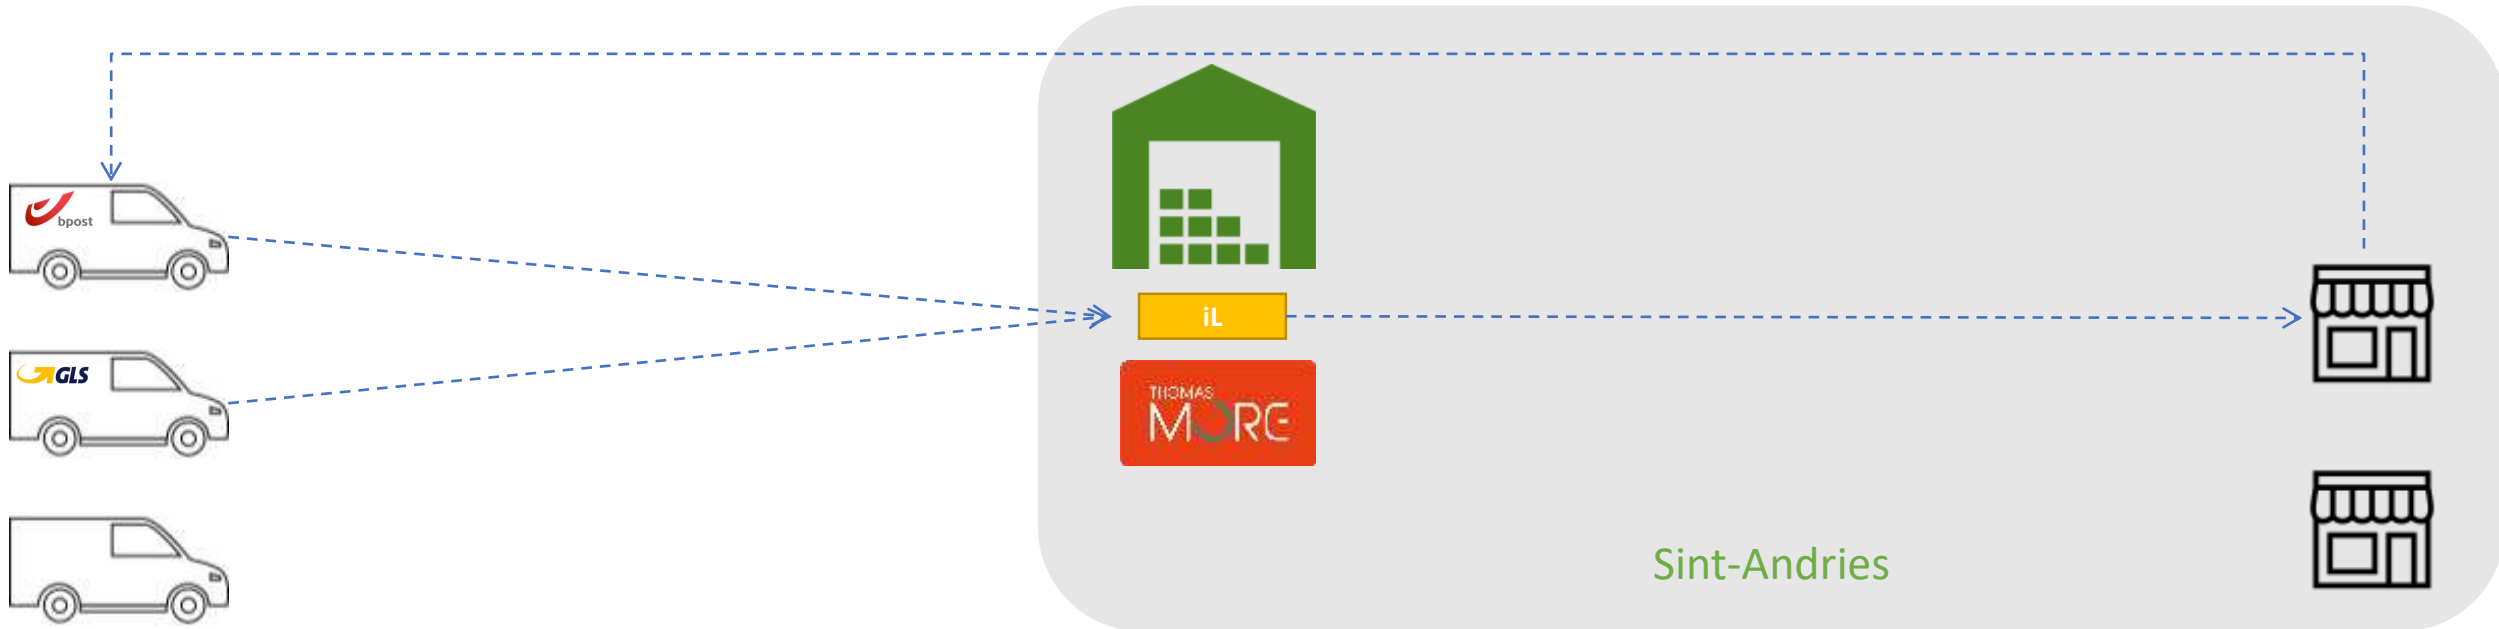 bpost
GLS
iL
THOMAS
MORE
Sint-Andries